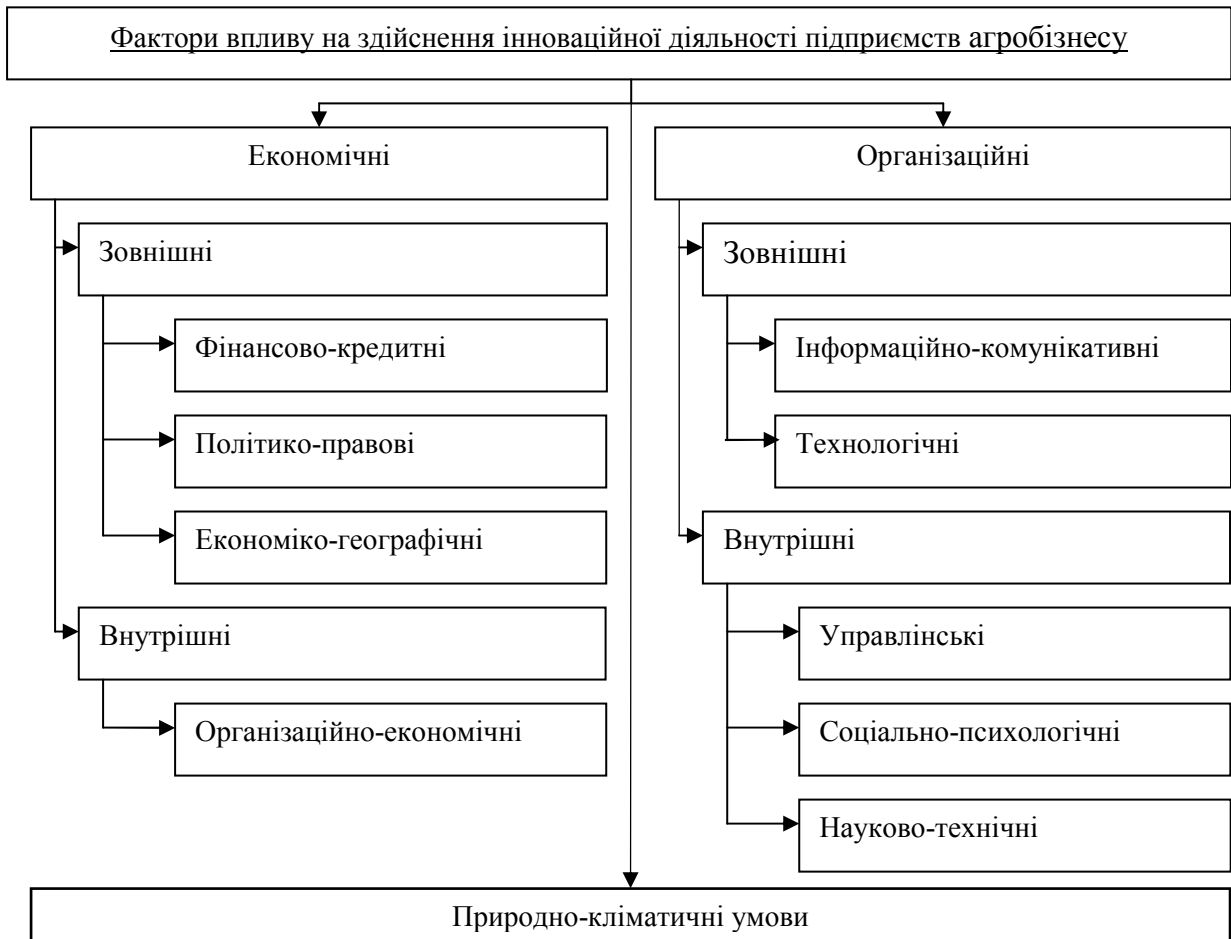 Фактори впливу на здійснення інноваційної діяльності підприємств агробізнесу
Економічні
Зовнішні
Фінансово-кредитні
Політико-правові
Економіко-географічні
Внутрішні
Організаційно-економічні
Організаційні
Зовнішні
Інформаційно-комунікативні
Технологічні
Внутрішні
Управлінські
Соціально-психологічні
Науково-технічні
Природно-кліматичні умови